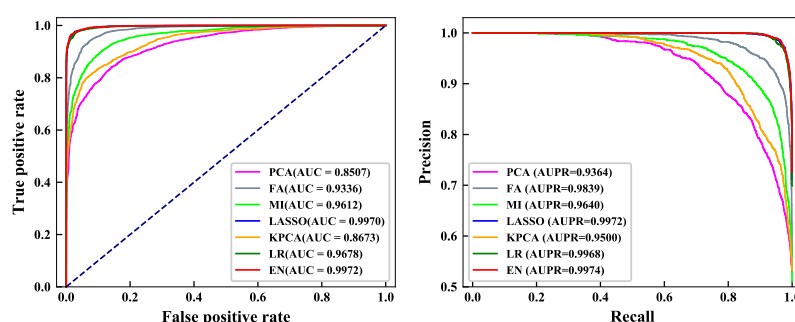 1.0
0.8
0.6
0.4
0.2
0.0
True positive rate
PCA(AUC = 0.8507)
FA(AUC = 0.9336)
MI(AUC = 0.9612)
LASSO(AUC = 0.9970)
KPCA(AUC = 0.8673)
LR(AUC = 0.9678)
EN(AUC = 0.9972)
0.0 0.2 0.4 0.6 0.8 1.0
False positive rate
1.0
0.9
0.8
0.7
0.6
0.5
Precision
PCA (AUPR=0.9364)
FA (AUPR=0.9839)
MI (AUPR=0.9640)
LASSO (AUPR=0.9972)
KPCA (AUPR=0.9500)
LR (AUPR=0.9968)
EN (AUPR=0.9974)
0.0 0.2 0.4 0.6 0.8 1.0
Recall